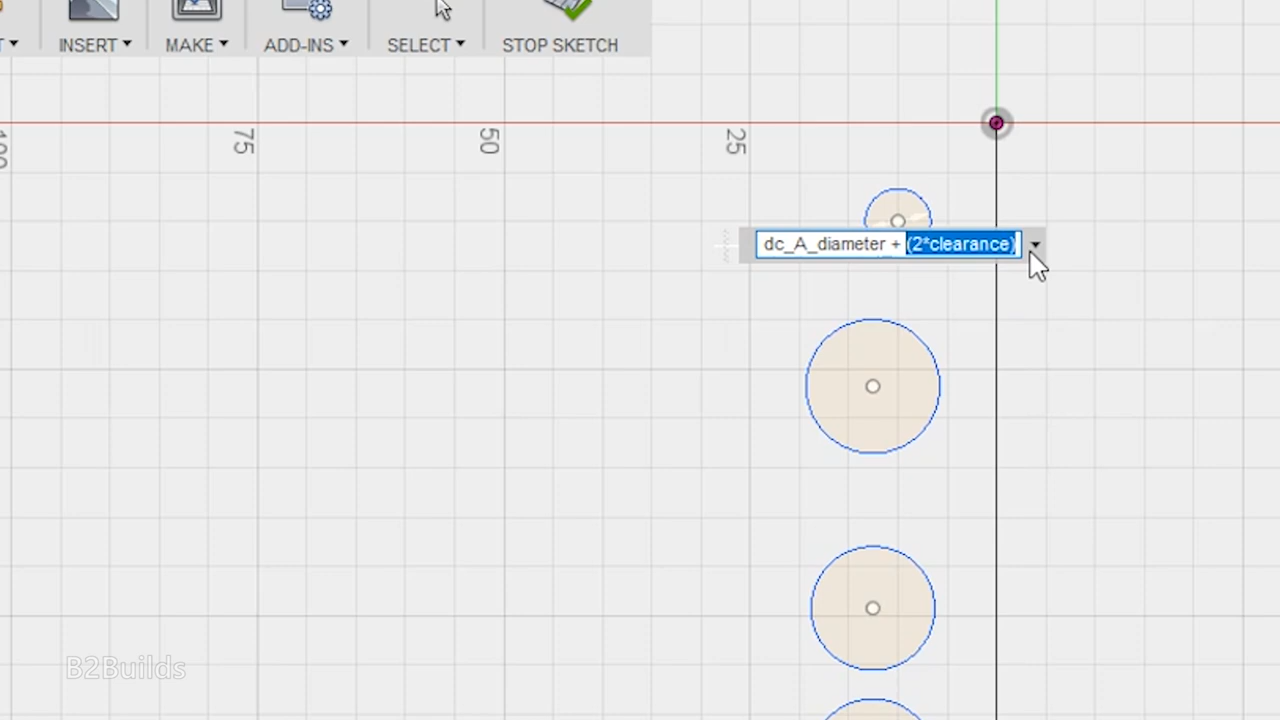 INSERT MAKE ADD-INS SELECT STOP SKETCH
75 50 25
dc_A_diameter + (2*clearance)
B2Builds